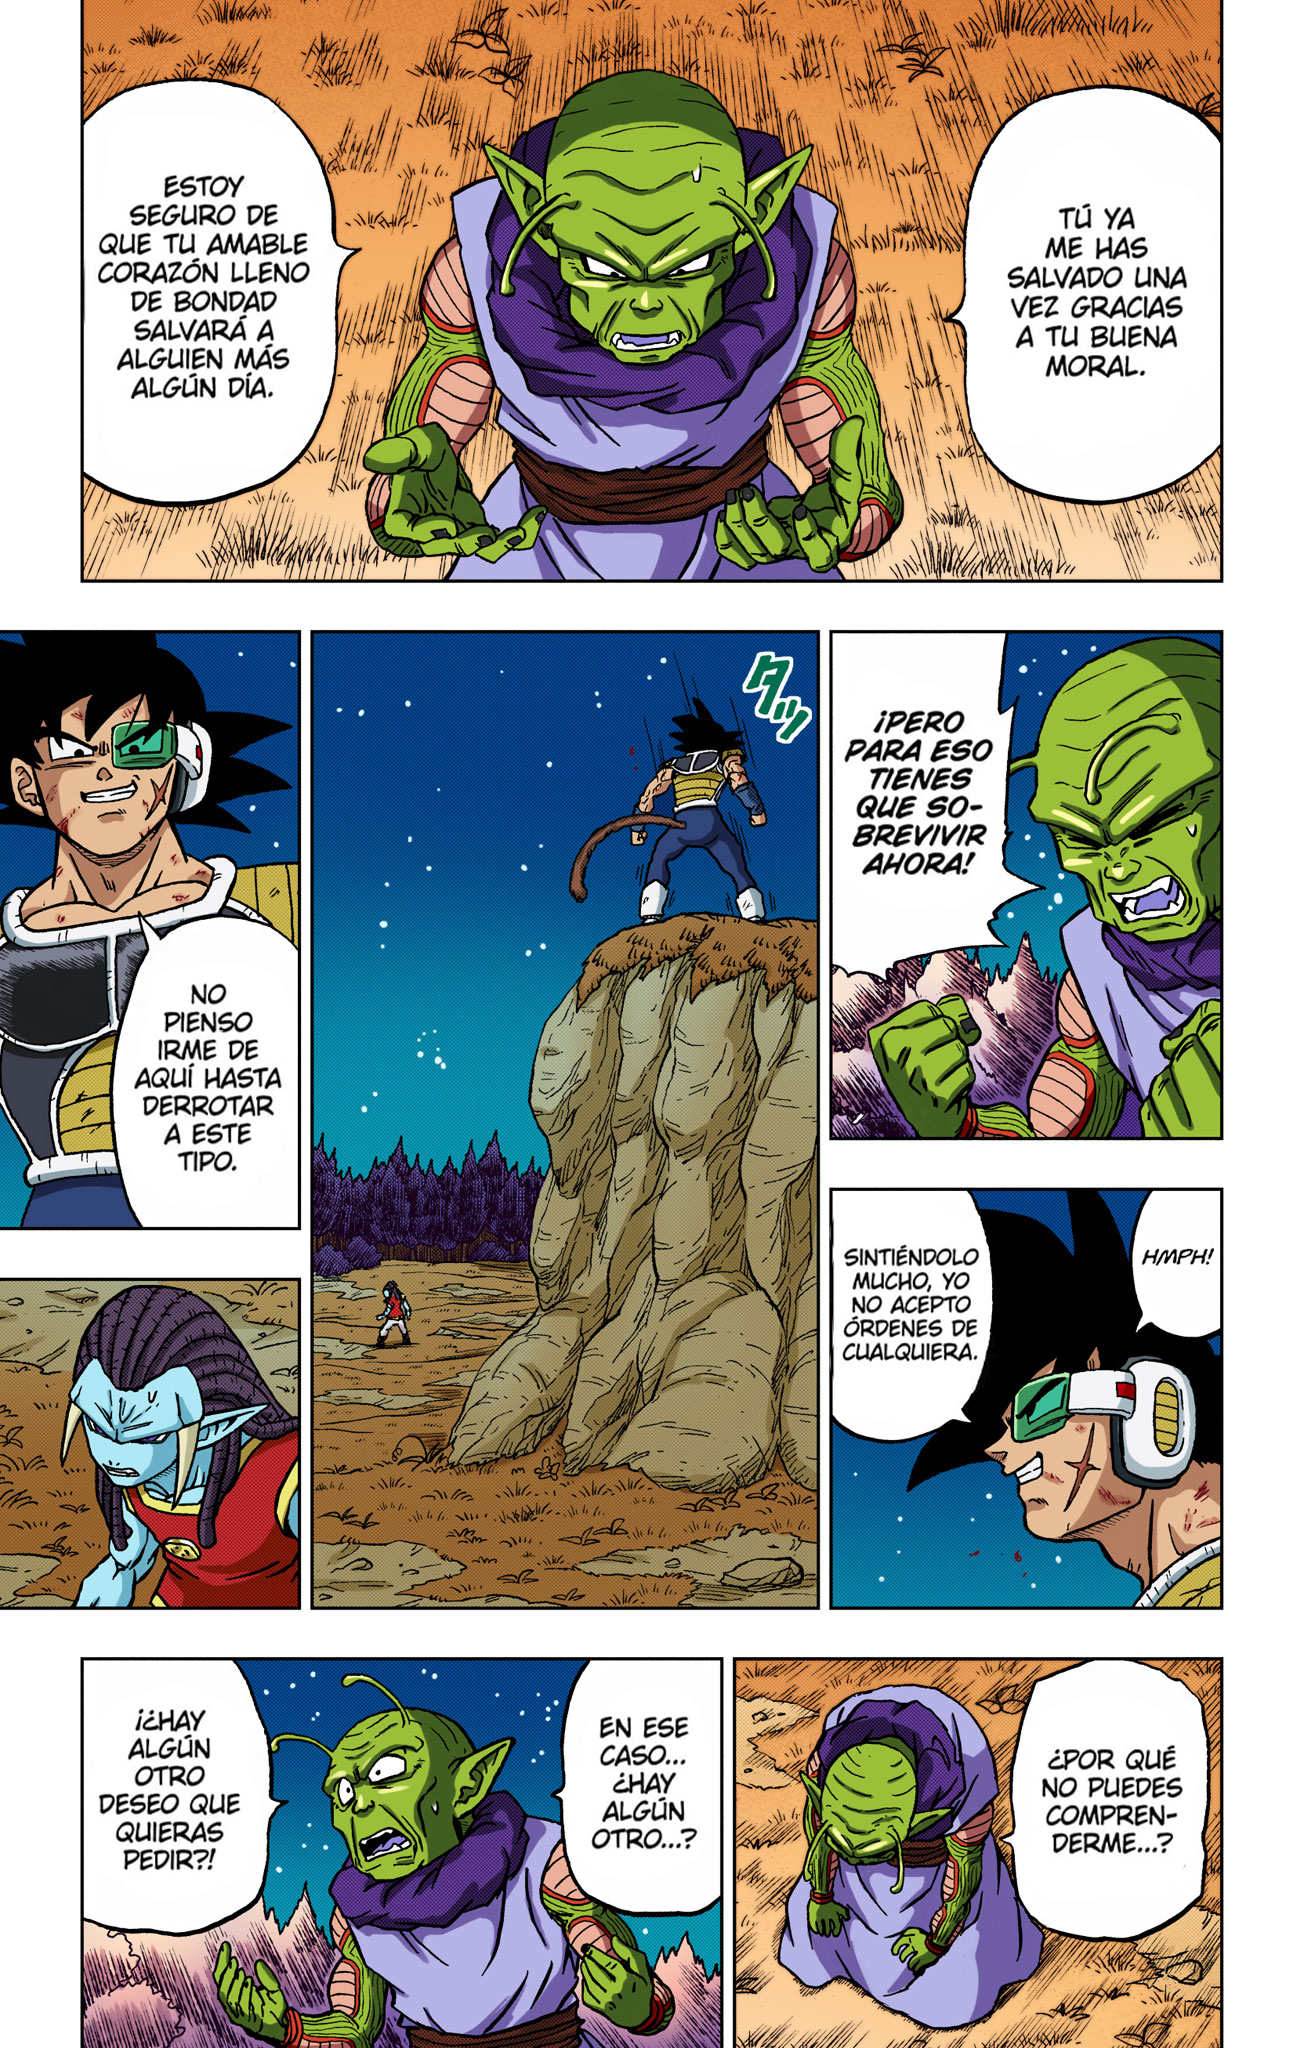 TÚ YA
ME HAS
SALVADO UNA
VEZ GRACIAS
A TU BUENA
MORAL.
ESTOY
SEGURO DE
QUE TU AMABLE
CORAZÓN LLENO
DE BONDAD
SALVARÁ A
ALGUIEN MÁS
ALGÚN DÍA.
¡PERO
PARA ESO
TIENES
QUE SO-
BREVIVIR
AHORA!
HMPH!
SINTIÉNDOLO
MUCHO, YO
NO ACEPTO
ÓRDENES DE
CUALQUIERA.
タッ
NO
PIENSO
IRME DE
AQUÍ HASTA
DERROTAR
A ESTE
TIPO.
¿POR QUÉ
NO PUEDES
COMPREN-
DERME...?
EN ESE
CASO...
¿HAY
ALGÚN
OTRO...?
¡¿HAY
ALGÚN
OTRO
DESEO QUE
QUIERAS
PEDIR?!